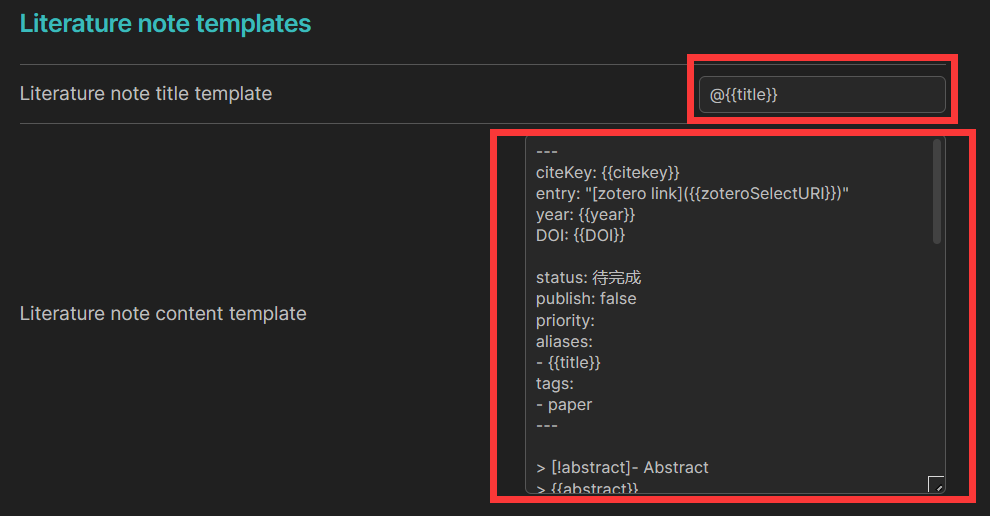 Literature note templates
Literature note title template
@{{title}}
Literature note content template
---
citeKey: {{citekey}}
entry: "[zotero link]({{zoteroSelectURI}})"
year: {{year}}
DOI: {{DOI}}
status: 待完成
publish: false
priority:
aliases:
- {{title}}
tags:
- paper
---
> [!abstract]- Abstract
> {{abstract}}